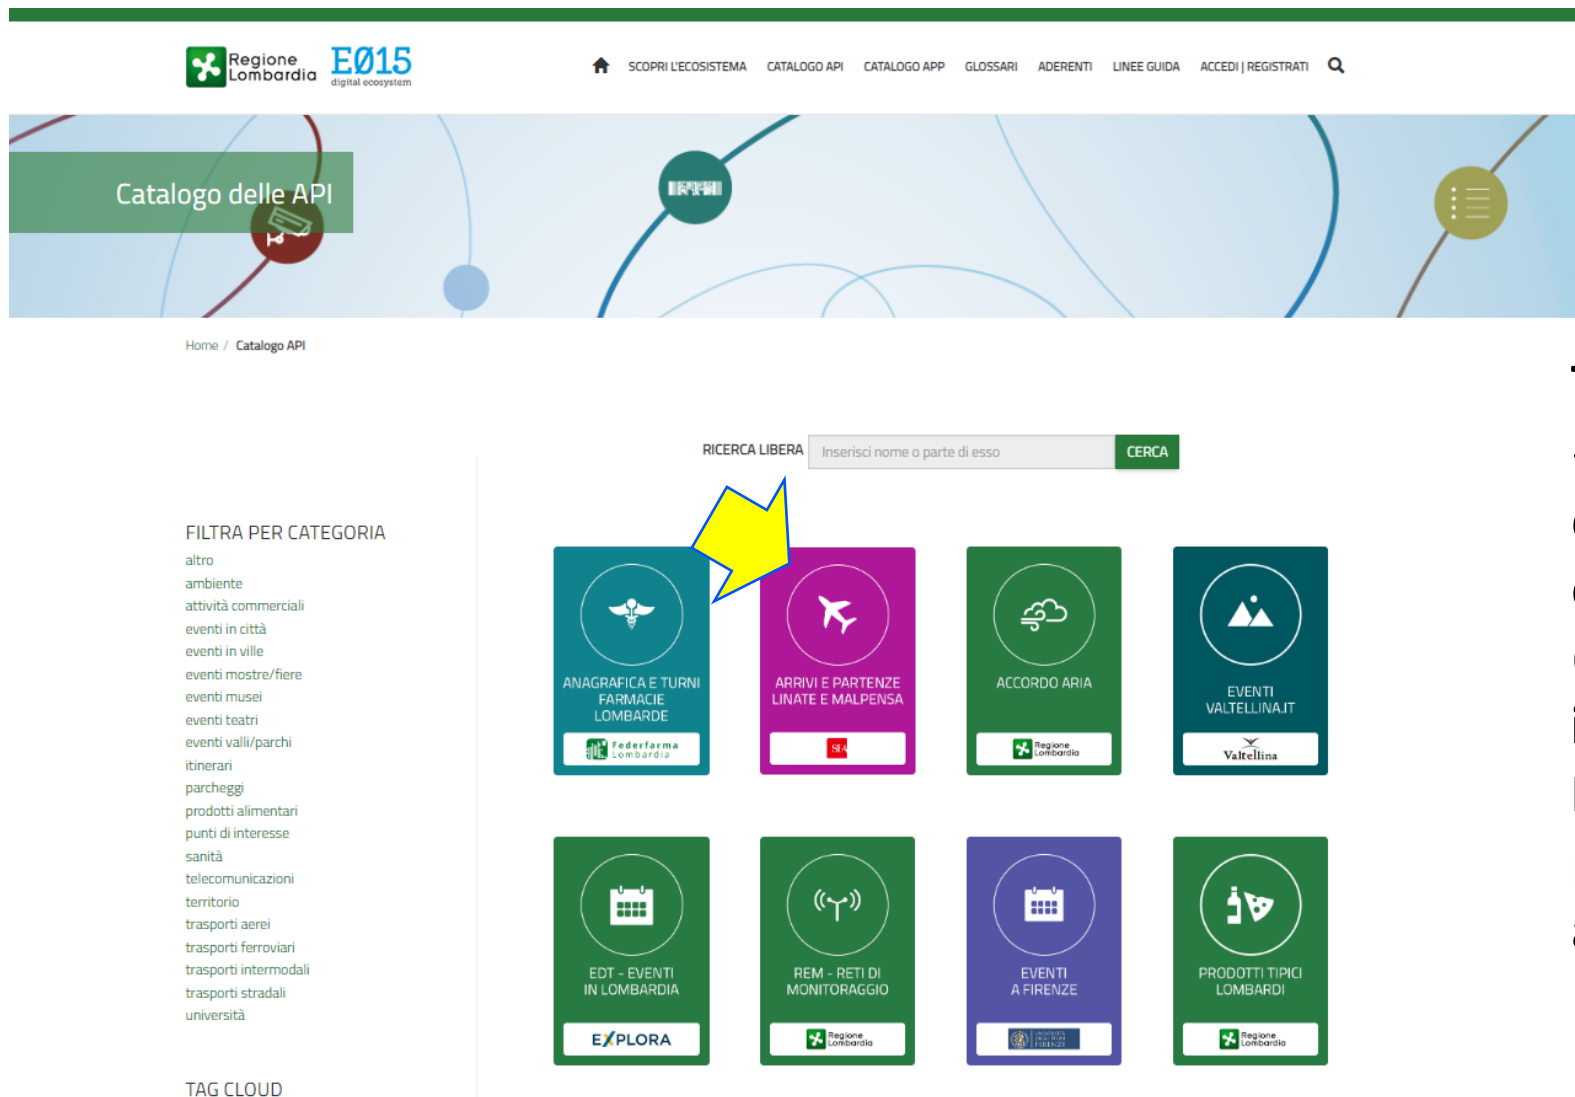 Regione
Lombardia
E015
digital ecosystem
SCOPRI L'ECOSISTEMA CATALOGO API CATALOGO APP GLOSSARI ADERENTI LINEE GUIDA ACCEDI | REGISTRATI
Catalogo delle API
Home / Catalogo API
RICERCA LIBERA Inserisci nome o parte di esso CERCA
FILTRA PER CATEGORIA
altro
ambiente
attività commerciali
eventi in città
eventi in ville
eventi mostre/fiere
eventi musei
eventi teatri
eventi valli/parchi
itinerari
parcheggi
prodotti alimentari
punti di interesse
sanità
telecomunicazioni
territorio
trasporti aerei
trasporti ferroviari
trasporti intermodali
trasporti stradali
università
TAG CLOUD
ANAGRAFICA E TURNI
FARMACIE
LOMBARDE
Federfarma
Lombardia
ARRIVI E PARTENZE
LINATE E MALPENSA
SEA
ACCORDO ARIA
Regione
Lombardia
EVENTI
VALTELLINA.IT
Valtellina
EDT - EVENTI
IN LOMBARDIA
EXPLORA
REM - RETI DI
MONITORAGGIO
Regione
Lombardia
EVENTI
A FIRENZE
UNIVERSITÀ
DEGLI STUDI
FIRENZE
PRODOTTI TIPICI
LOMBARDI
Regione
Lombardia